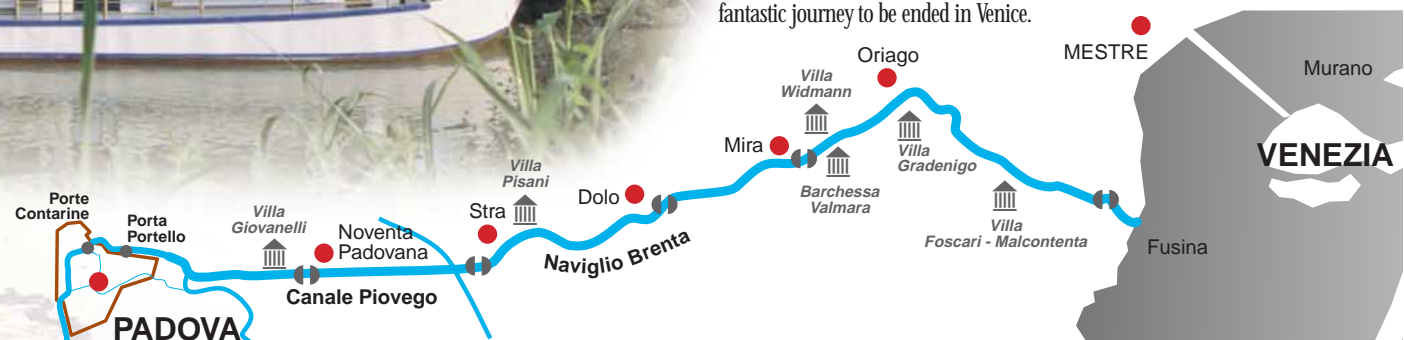 fantastic journey to be ended in Venice.
MESTRE
Oriago
Murano
Villa
Widmann
Mira
Villa
Gradenigo
VENEZIA
Villa
Pisani
Barchessa
Valmara
Dolo
Porte
Contarine
Porta
Portello
Villa
Giovanelli
Stra
Noventa
Padovana
Naviglio Brenta
Villa
Foscari - Malcontenta
Fusina
Canale Piovego
PADOVA